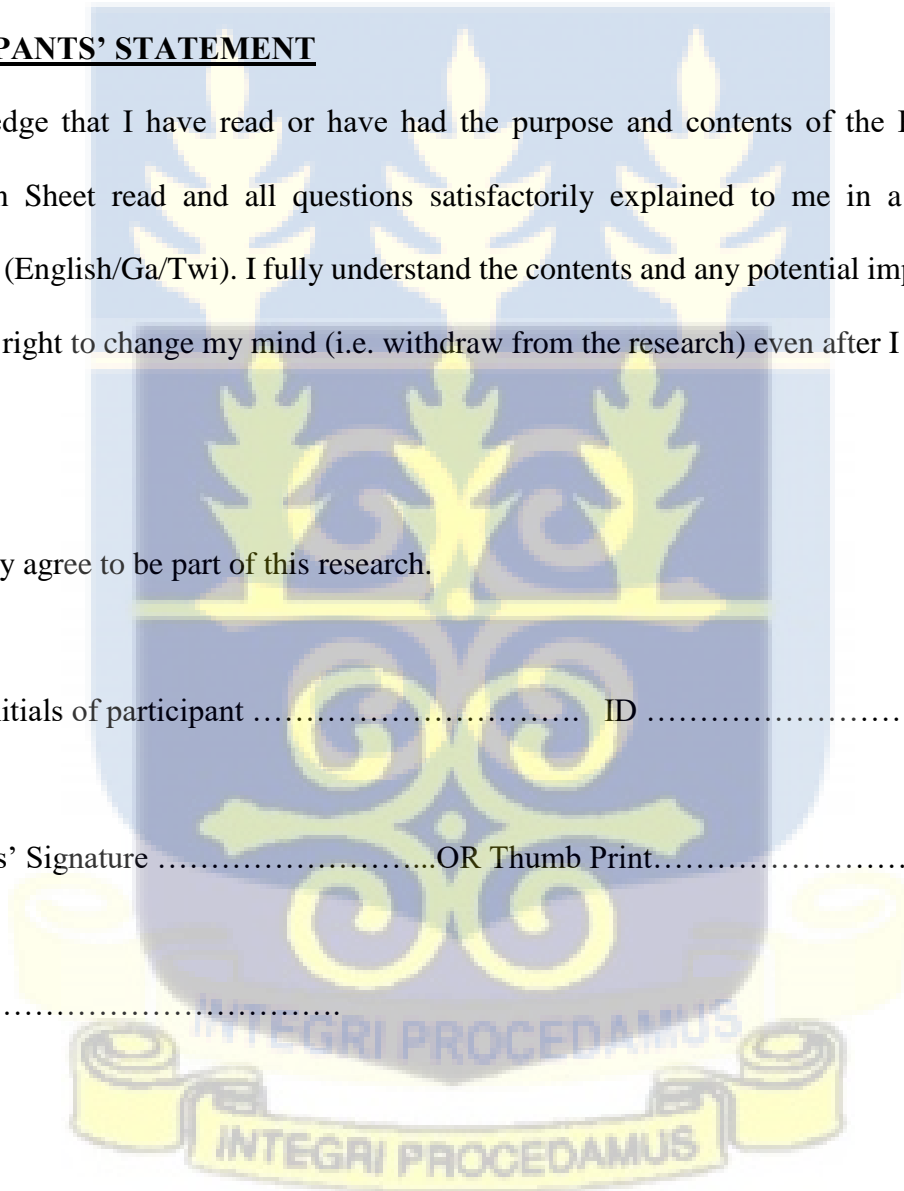 PANTS’ STATEMENT
edge that I have read or have had the purpose and contents of the
n Sheet read and all questions satisfactorily explained to me in a
(English/Ga/Twi). I fully understand the contents and any potential imp
right to change my mind (i.e. withdraw from the research) even after I
y agree to be part of this research.
itials of participant ………………………….. ID ……………………
s’ Signature ……………………...OR Thumb Print……………………
…………………………….
INTEGRI PROCEDAMUS
INTEGRI PROCEDAMUS